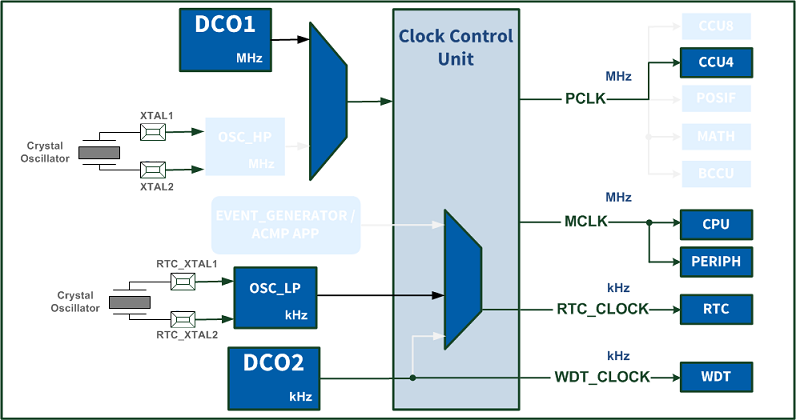 DCO1
MHz
Clock Control
Unit
CCU8
MHz
CCU4
PCLK
POSIF
MATH
BCCU
XTAL1
Crystal
Oscillator
OSC_HP
MHz
XTAL2
EVENT_GENERATOR /
ACMP APP
MHz
MCLK
CPU
PERIPH
RTC_XTAL1
Crystal
Oscillator
OSC_LP
kHz
RTC_XTAL2
kHz
RTC_CLOCK
RTC
DCO2
kHz
kHz
WDT_CLOCK
WDT